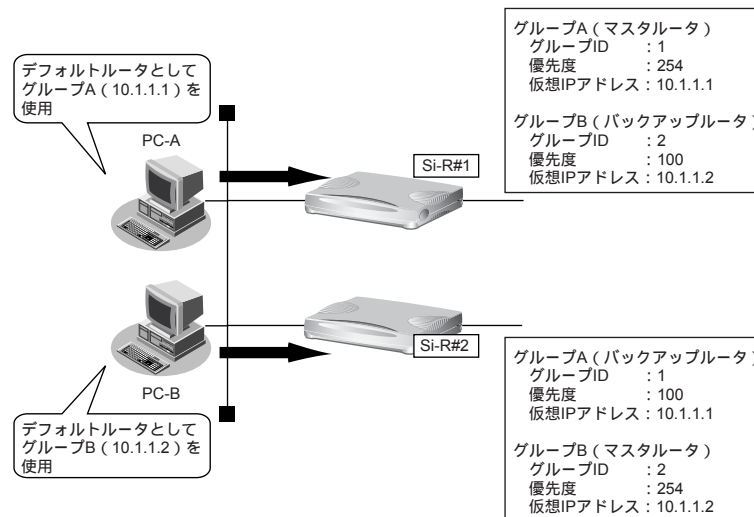 グループA（マスタルータ）
グループID　　：1
優先度　　　　：254
仮想IPアドレス：10.1.1.1
グループB（バックアップルータ）
グループID　　：2
優先度　　　　：100
仮想IPアドレス：10.1.1.2
デフォルトルータとして
グループA（10.1.1.1）を
使用
PC-A
Si-R#1
Si-R#2
PC-B
デフォルトルータとして
グループB（10.1.1.2）を
使用
グループA（バックアップルータ）
グループID　　：1
優先度　　　　：100
仮想IPアドレス：10.1.1.1
グループB（マスタルータ）
グループID　　：2
優先度　　　　：254
仮想IPアドレス：10.1.1.2